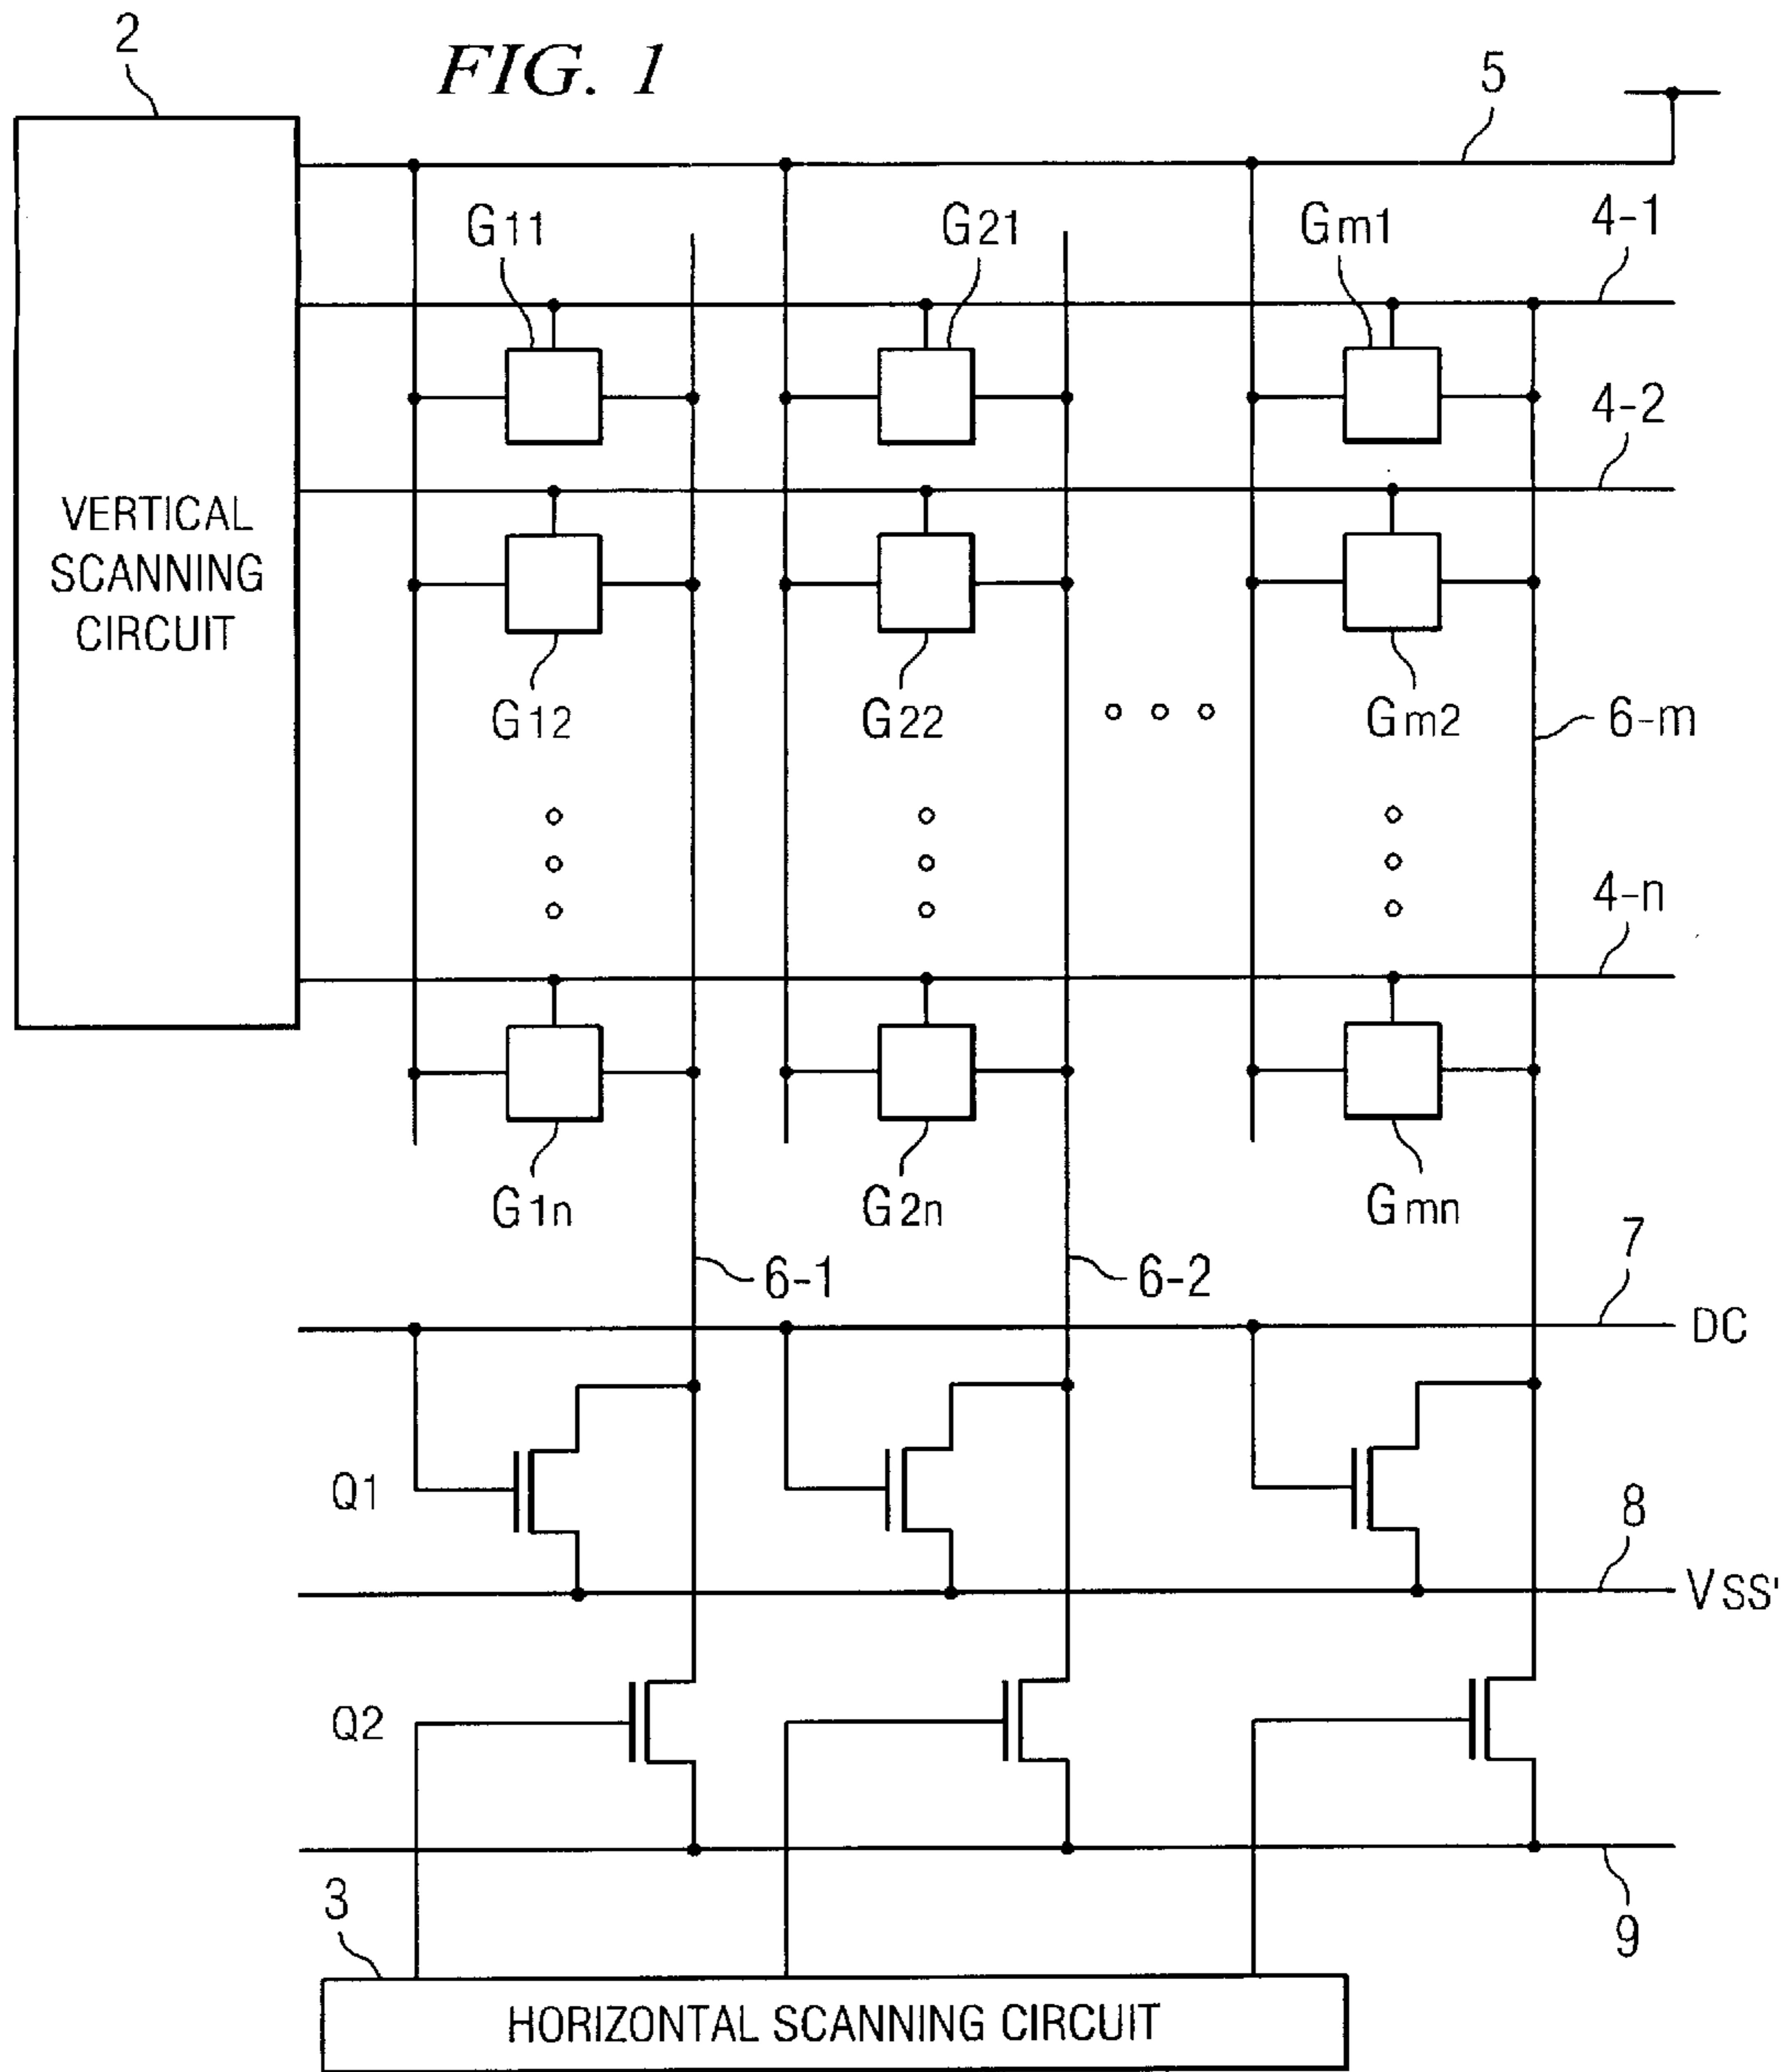 2
FIG. 1
5
G11
G21
Gm1
4-1
4-2
VERTICAL
SCANNING
CIRCUIT
G12
G22
Gm2
6-m
4-n
G1n
G2n
Gmn
6-1
6-2
7
DC
Q1
8
VSS'
Q2
3
9
HORIZONTAL SCANNING CIRCUIT